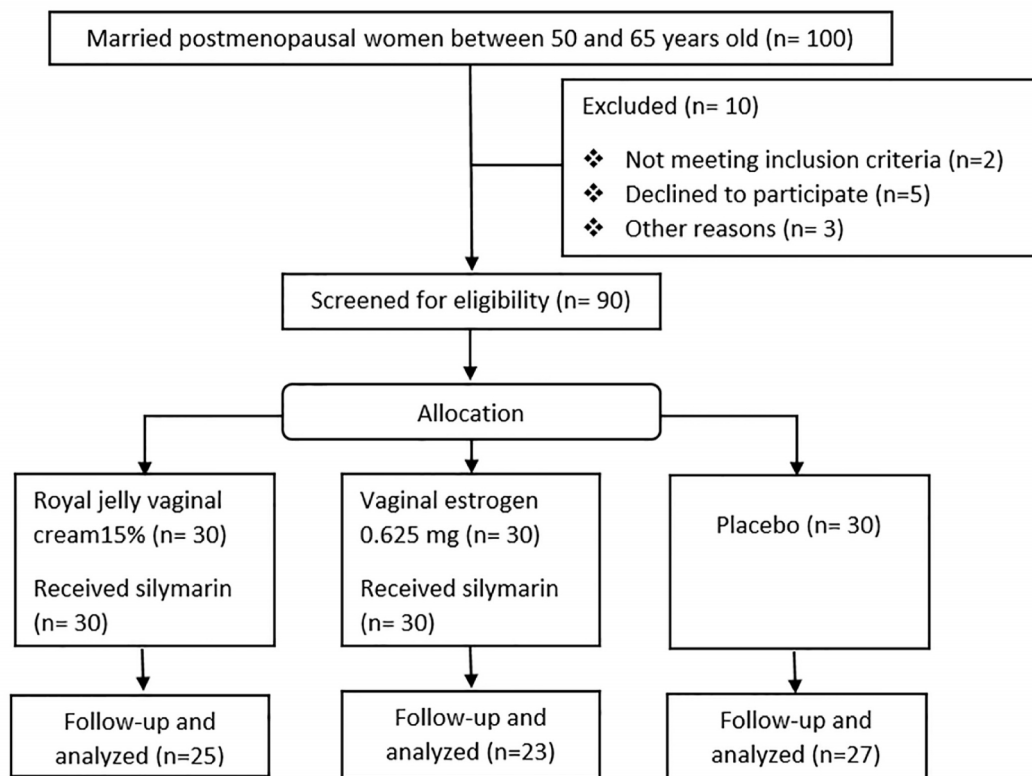 Married postmenopausal women between 50 and 65 years old (n= 100)
Excluded (n= 10)
❖ Not meeting inclusion criteria (n=2)
❖ Declined to participate (n=5)
❖ Other reasons (n= 3)
Screened for eligibility (n= 90)
Allocation
Royal jelly vaginal
cream15% (n= 30)
Received silymarin
(n= 30)
Vaginal estrogen
0.625 mg (n= 30)
Received silymarin
(n= 30)
Placebo (n= 30)
Follow-up and
analyzed (n=25)
Follow-up and
analyzed (n=23)
Follow-up and
analyzed (n=27)